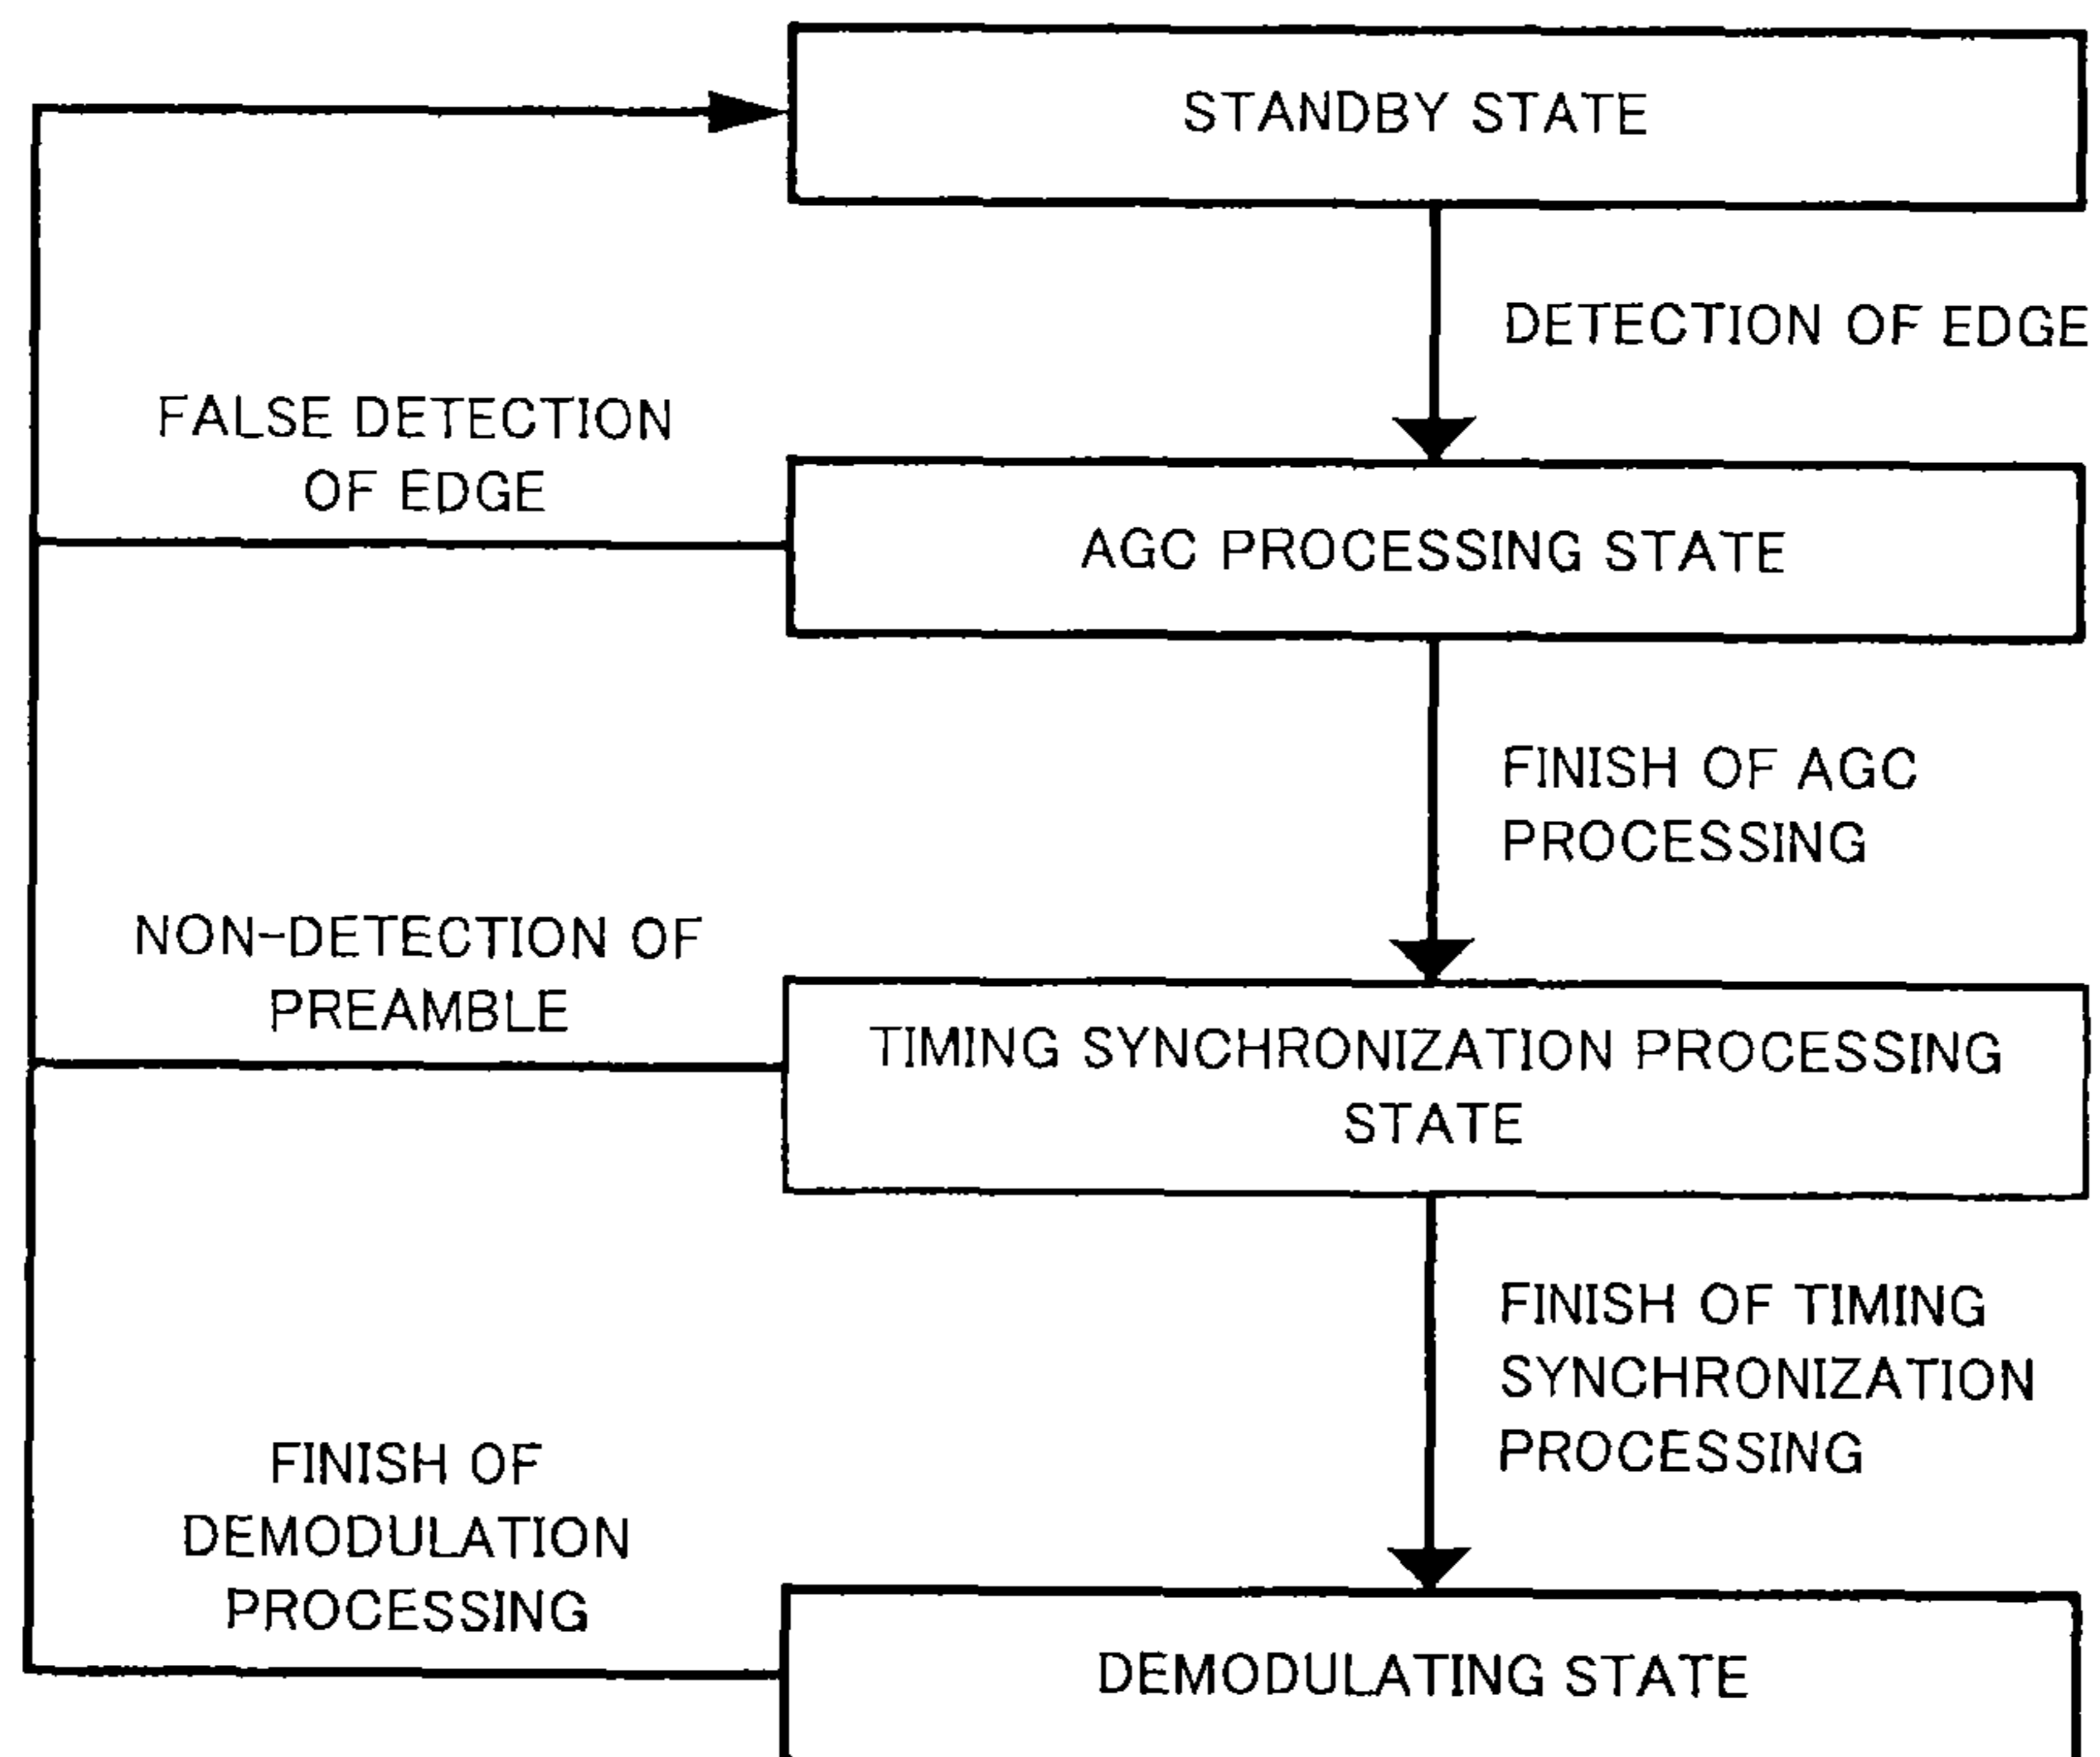 STANDBY STATE
DETECTION OF EDGE
FALSE DETECTION
OF EDGE
AGC PROCESSING STATE
FINISH OF AGC
PROCESSING
NON-DETECTION OF
PREAMBLE
TIMING SYNCHRONIZATION PROCESSING
STATE
FINISH OF TIMING
SYNCHRONIZATION
PROCESSING
FINISH OF
DEMODULATION
PROCESSING
DEMODULATING STATE